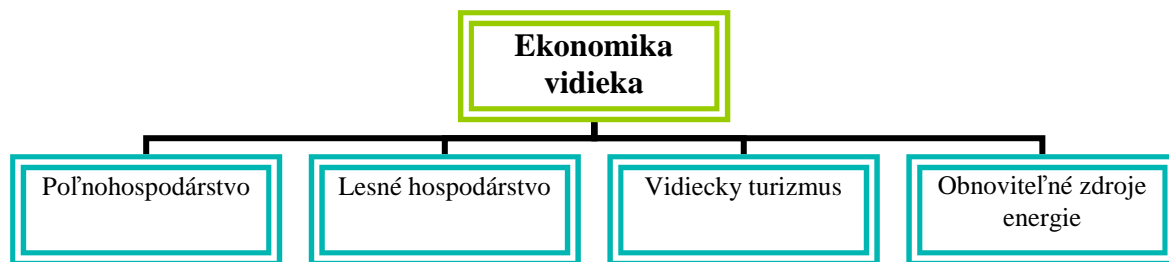 Ekonomika
vidieka
Poľnohospodárstvo
Lesné hospodárstvo
Vidiecky turizmus
Obnoviteľné zdroje
energie